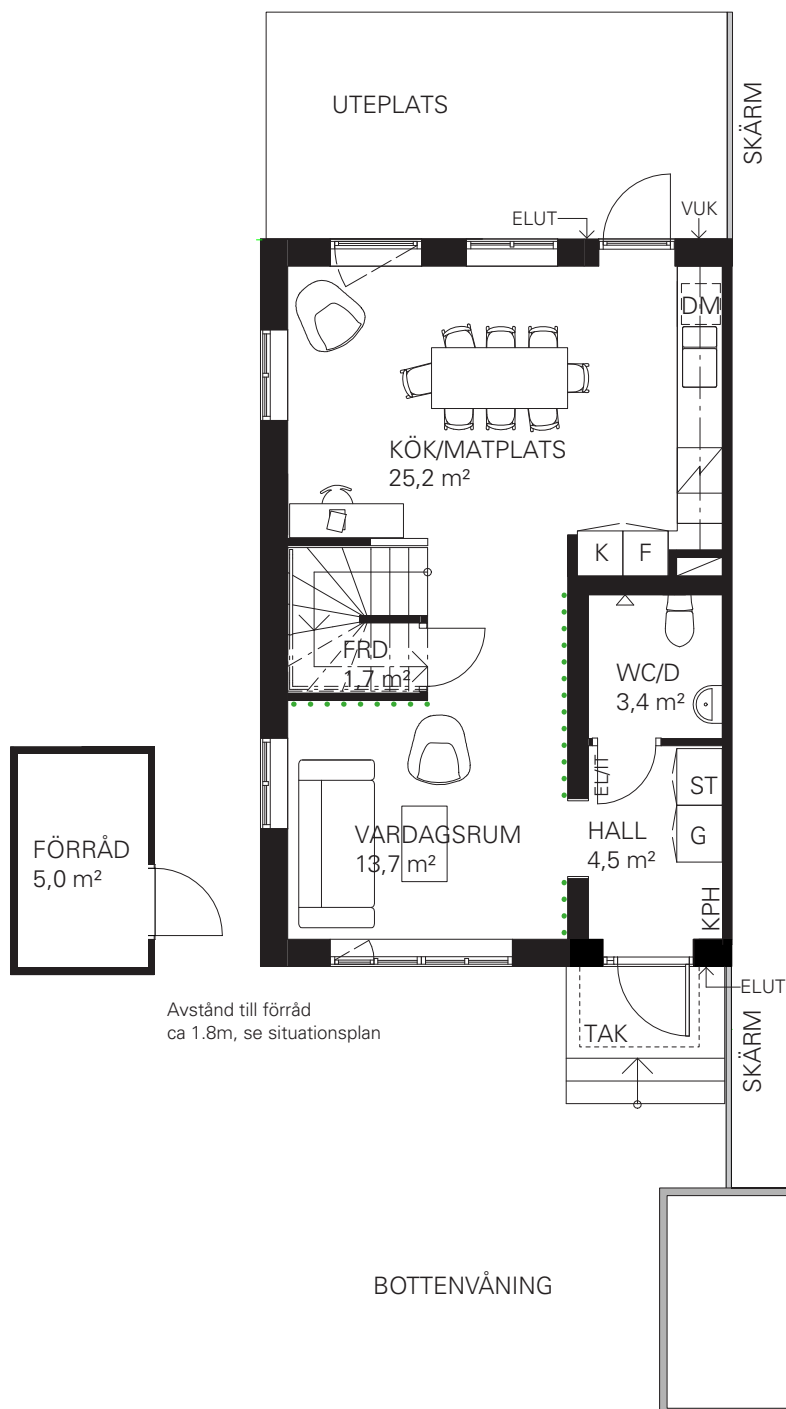 UTEPLATS
SKÄRM
ELUT
VUK
DM
KÖK/MATPLATS
25,2 m²
K
F
FRD
1,7 m²
WC/D
3,4 m²
EL/IT
ST
G
HALL
4,5 m²
VARDAGSRUM
13,7 m²
KPH
FÖRRÅD
5,0 m²
ELUT
Avstånd till förråd
ca 1.8m, se situationsplan
TAK
SKÄRM
BOTTENVÅNING